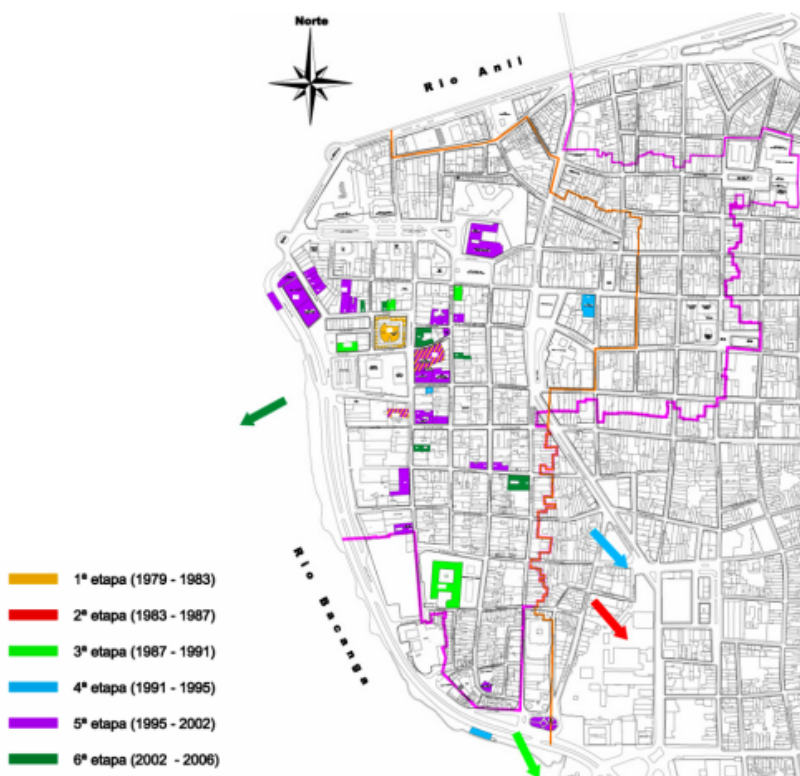 Norte
Rio Anil
Rio Bacanga
1ª etapa (1979 - 1983)
2ª etapa (1983 - 1987)
3ª etapa (1987 - 1991)
4ª etapa (1991 - 1995)
5ª etapa (1995 - 2002)
6ª etapa (2002 - 2006)